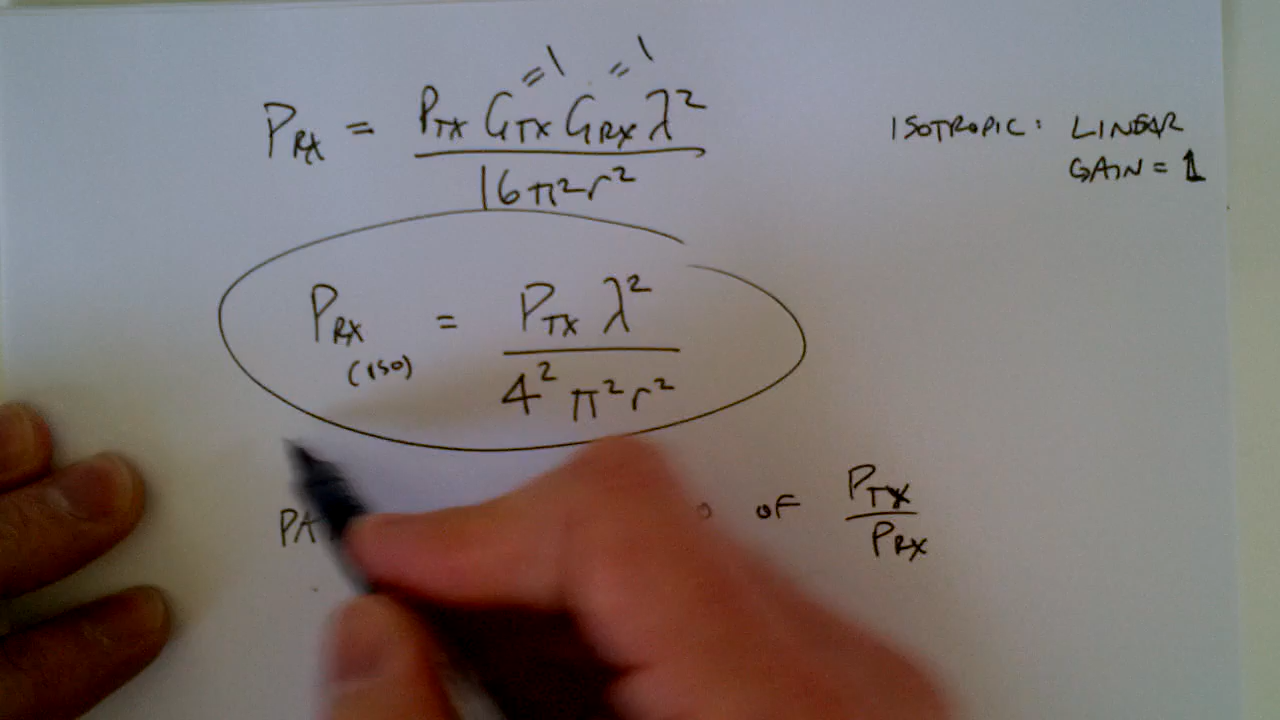 =1 =1
P_RX = P_TX G_TX G_RX λ² / 16π²r²
ISOTROPIC: LINEAR
GAIN = 1
P_RX (ISO) = P_TX λ² / 4² π² r²
OF P_TX / P_RX